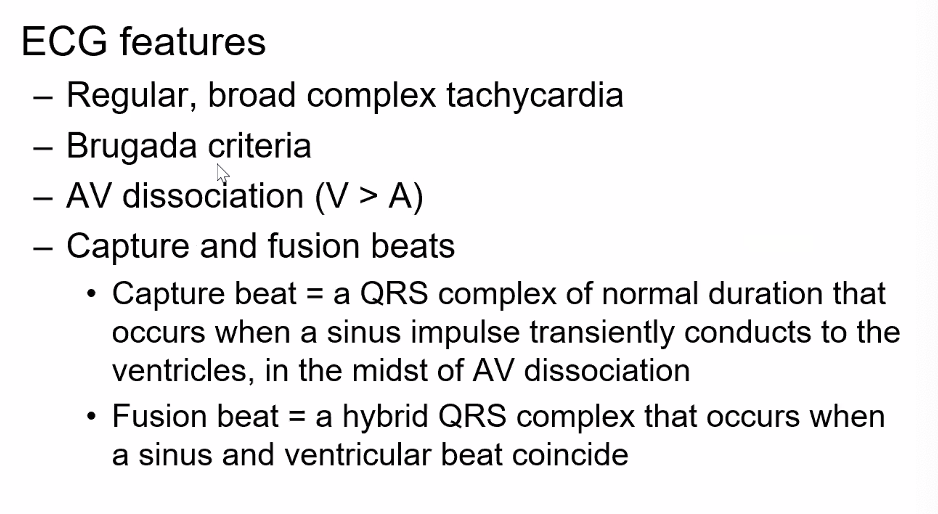 ECG features
– Regular, broad complex tachycardia
– Brugada criteria
– AV dissociation (V > A)
– Capture and fusion beats
• Capture beat = a QRS complex of normal duration that
occurs when a sinus impulse transiently conducts to the
ventricles, in the midst of AV dissociation
• Fusion beat = a hybrid QRS complex that occurs when
a sinus and ventricular beat coincide